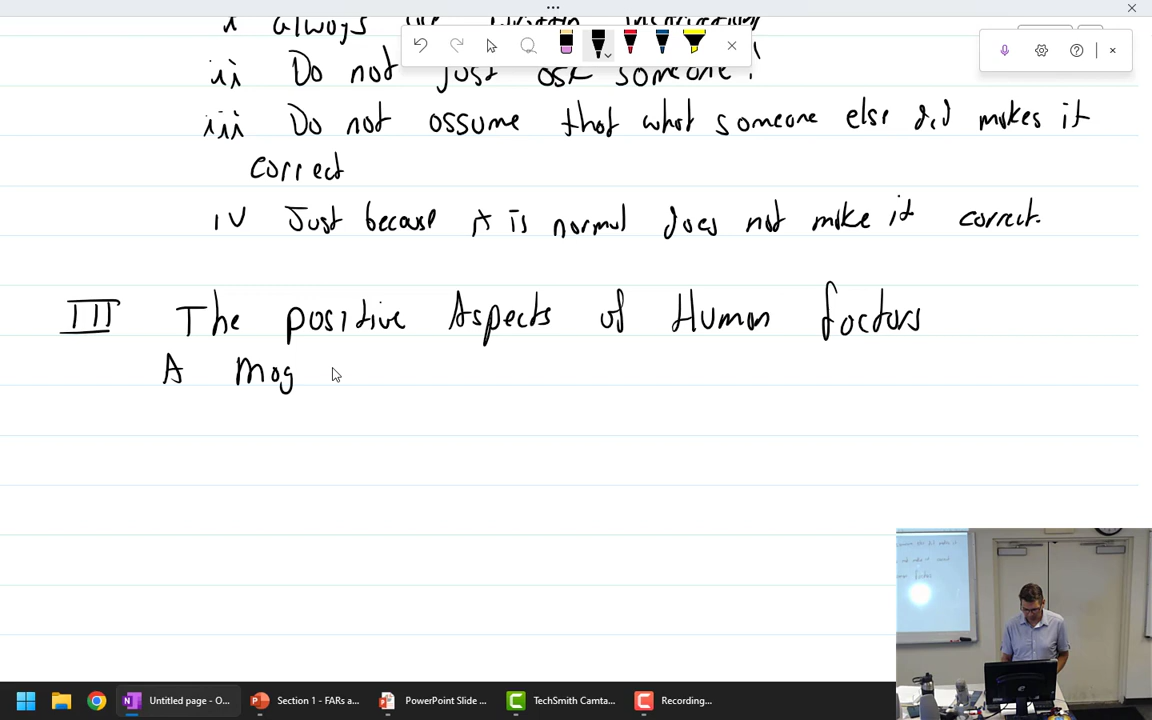 i always
ii Do not just ask someone!
iii Do not assume that what someone else did makes it
correct
IV Just because it is normal does not make it correct.
III The positive Aspects of Human factors
A Mag
Untitled page - O...
Section 1 - FARs a...
PowerPoint Slide ...
TechSmith Camta...
Recording...